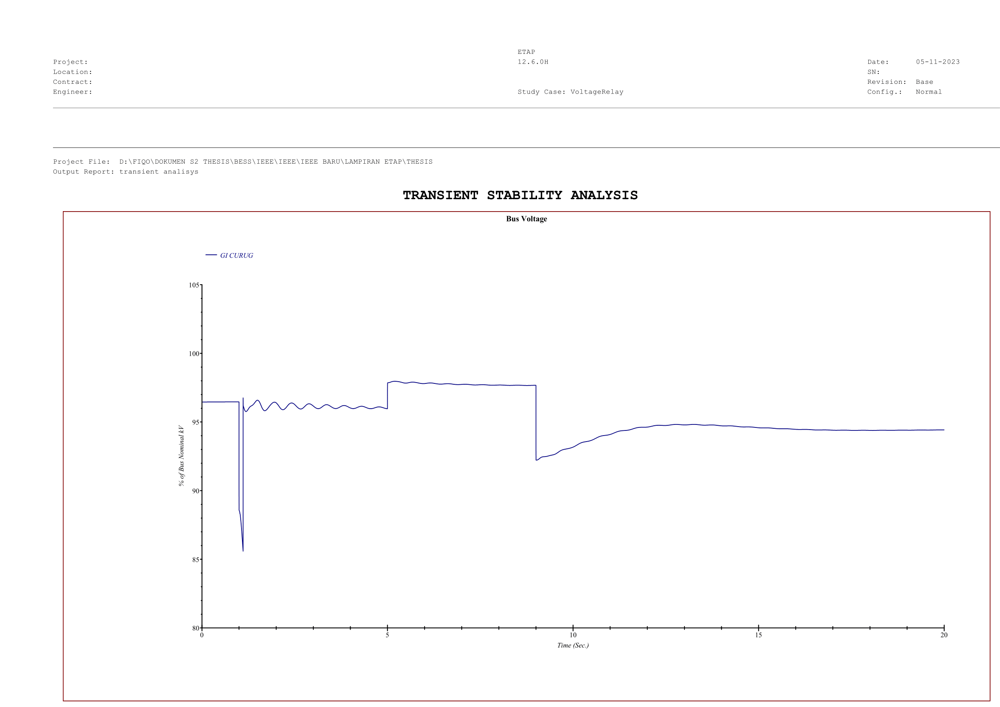 ETAP
Project: 12.6.0H Date: 05-11-2023
Location: SN:
Contract: Revision: Base
Engineer: Study Case: VoltageRelay Config.: Normal
Project File: D:\FIQO\DOKUMEN S2 THESIS\BESS\IEEE\IEEE\IEEE BARU\LAMPIRAN ETAP\THESIS
Output Report: transient analisys
TRANSIENT STABILITY ANALYSIS
Bus Voltage
GI CURUG
105
100
95
90
85
80
% of Bus Nominal kV
0 5 10 15 20
Time (Sec.)